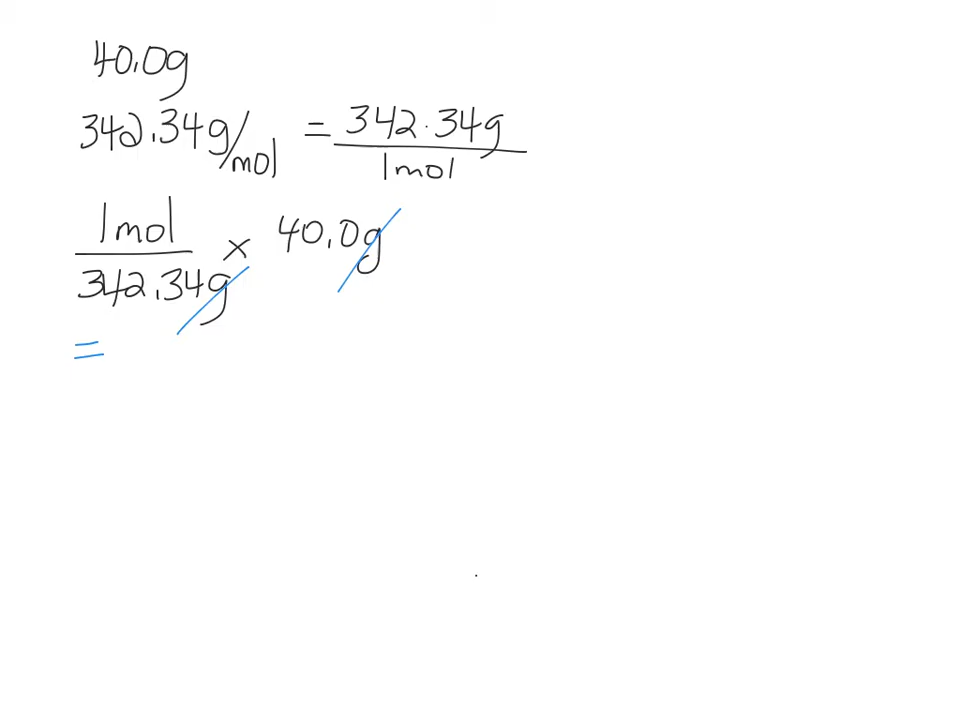 40.0g
342.34g/mol = 342.34g/1mol
1mol/342.34g × 40.0g
=